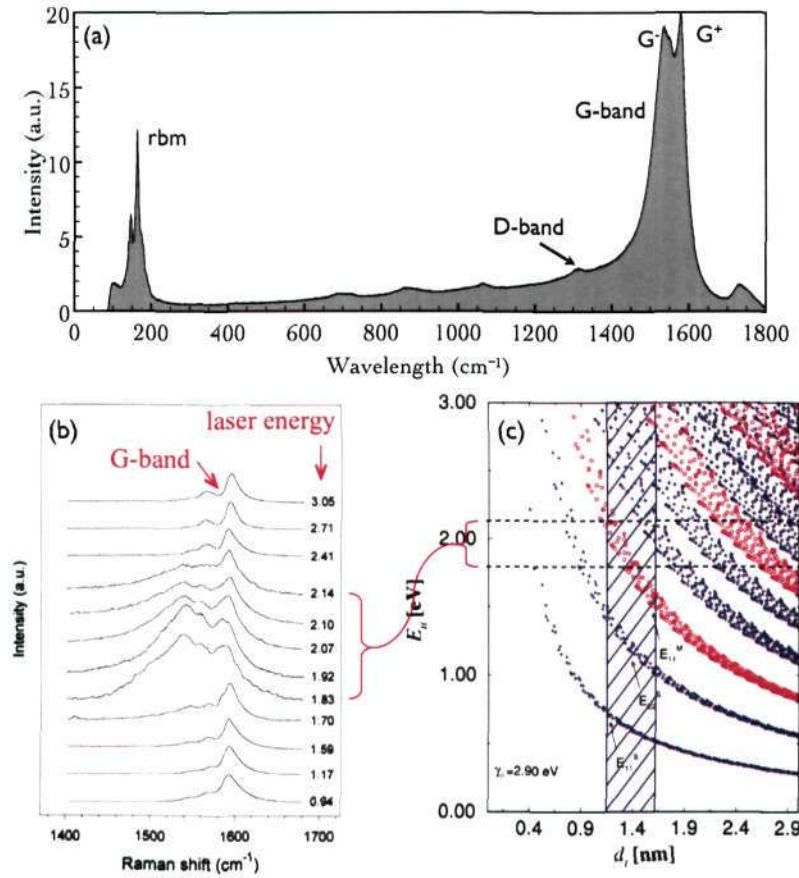 (a)
20
15
10
5
0
Intensity (a.u.)
rbm
D-band
G-band
G⁻
G⁺
0 200 400 600 800 1000 1200 1400 1600 1800
Wavelength (cm⁻¹)
(b)
laser energy
G-band
3.05
2.71
2.41
2.14
2.10
2.07
1.92
1.83
1.70
1.59
1.17
0.94
Intensity (a.u.)
1400 1500 1600 1700
Raman shift (cm⁻¹)
(c)
3.00
2.00
1.00
0.00
E_ii [eV]
E₁₁ᴹ
E₁₁ˢ
γₒ=2.90 eV
0.4 0.9 1.4 1.9 2.4 2.9
d_t [nm]